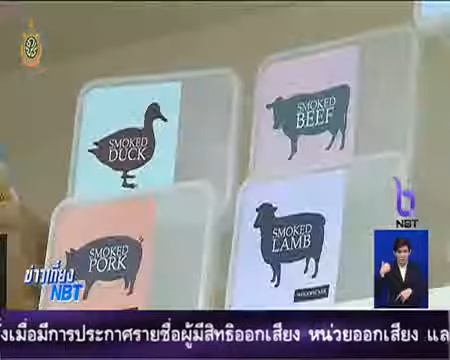 SMOKED
DUCK
SMOKED
BEEF
SMOKED
PORK
SMOKED
LAMB
NBT
ข่าวเที่ยง
NBT
ั้งเมื่อมีการประกาศรายชื่อผู้มีสิทธิออกเสียง หน่วยออกเสียง และ